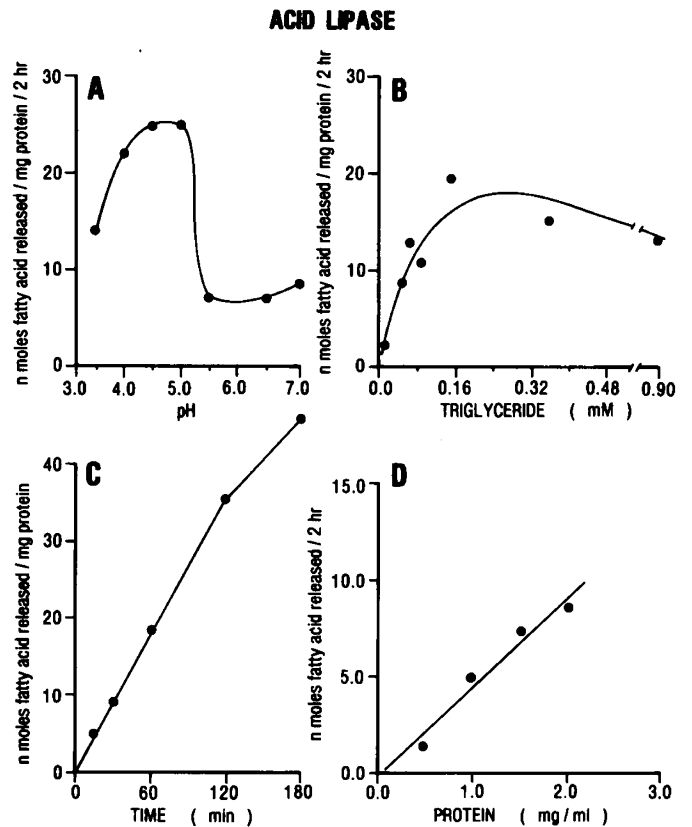 ACID LIPASE
A
n moles fatty acid released / mg protein / 2 hr
30
20
10
0
3.0 4.0 5.0 6.0 7.0
pH
B
n moles fatty acid released / mg protein / 2 hr
30
20
10
0
0.0 0.16 0.32 0.48 0.90
TRIGLYCERIDE ( mM )
C
n moles fatty acid released / mg protein
40
30
20
10
0
0 60 120 180
TIME ( min )
D
n moles fatty acid released / 2 hr
15.0
10.0
5.0
0.0
0.0 1.0 2.0 3.0
PROTEIN ( mg / ml )